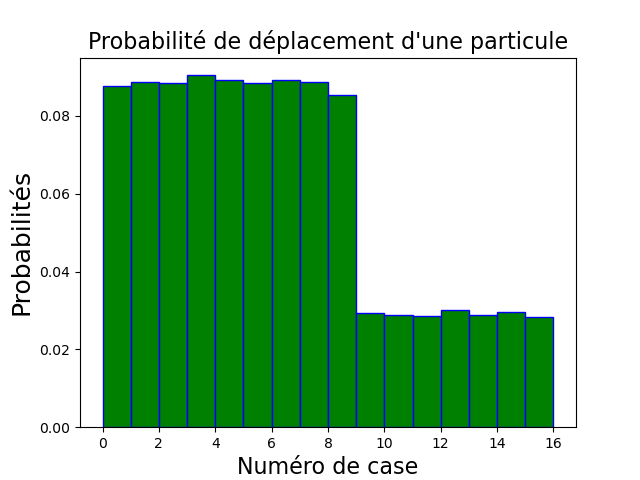 Probabilité de déplacement d'une particule
Probabilités
0.08
0.06
0.04
0.02
0.00
0 2 4 6 8 10 12 14 16
Numéro de case